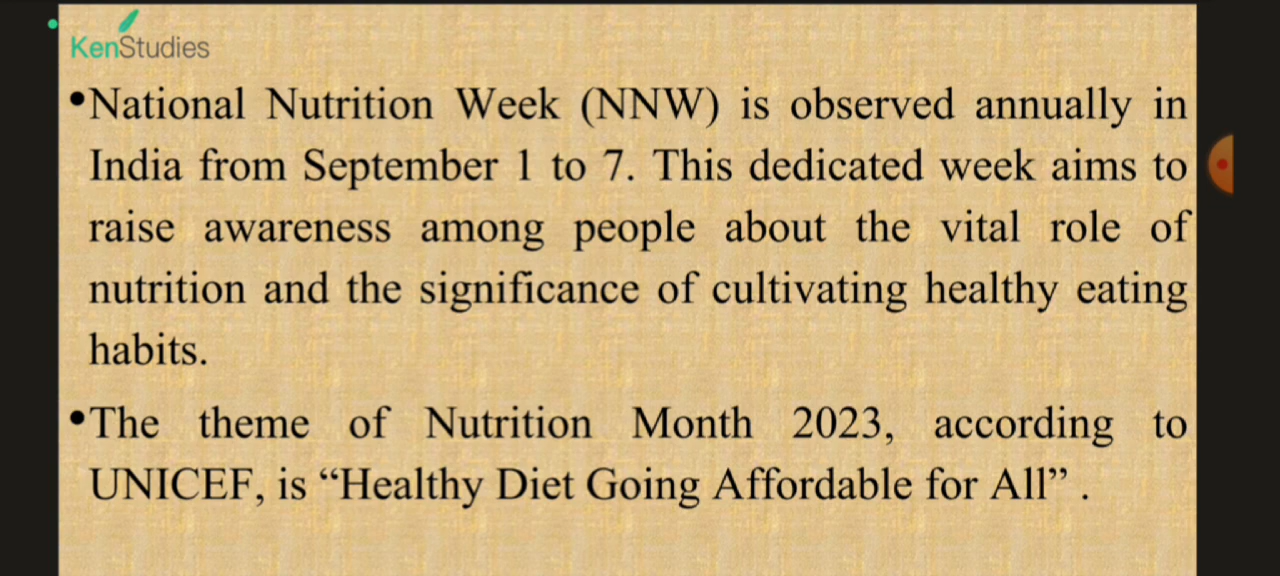 KenStudies
•National Nutrition Week (NNW) is observed annually in
India from September 1 to 7. This dedicated week aims to
raise awareness among people about the vital role of
nutrition and the significance of cultivating healthy eating
habits.
•The theme of Nutrition Month 2023, according to
UNICEF, is “Healthy Diet Going Affordable for All” .